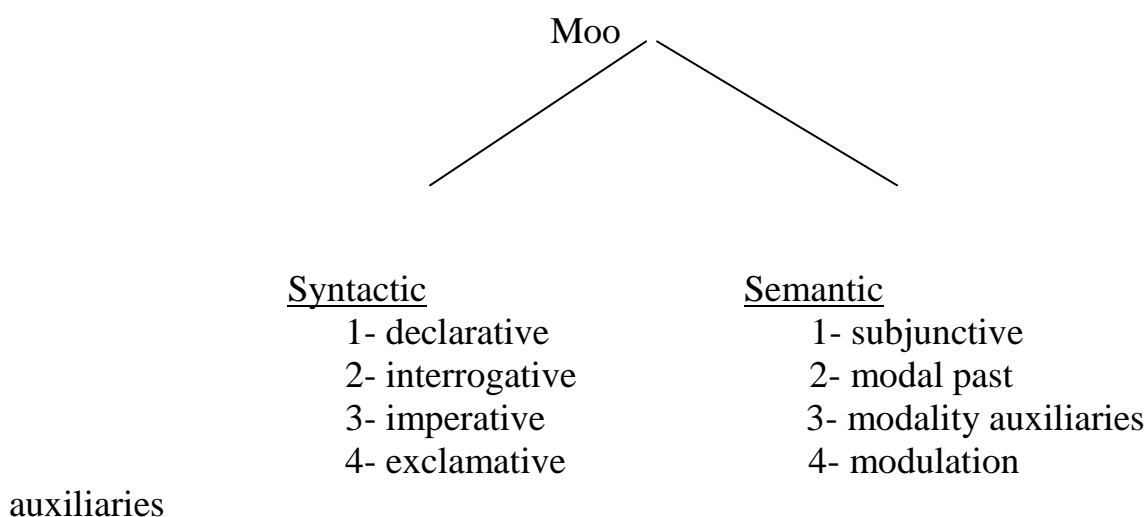 Moo
Syntactic Semantic
1- declarative 1- subjunctive
2- interrogative 2- modal past
3- imperative 3- modality auxiliaries
4- exclamative 4- modulation
auxiliaries